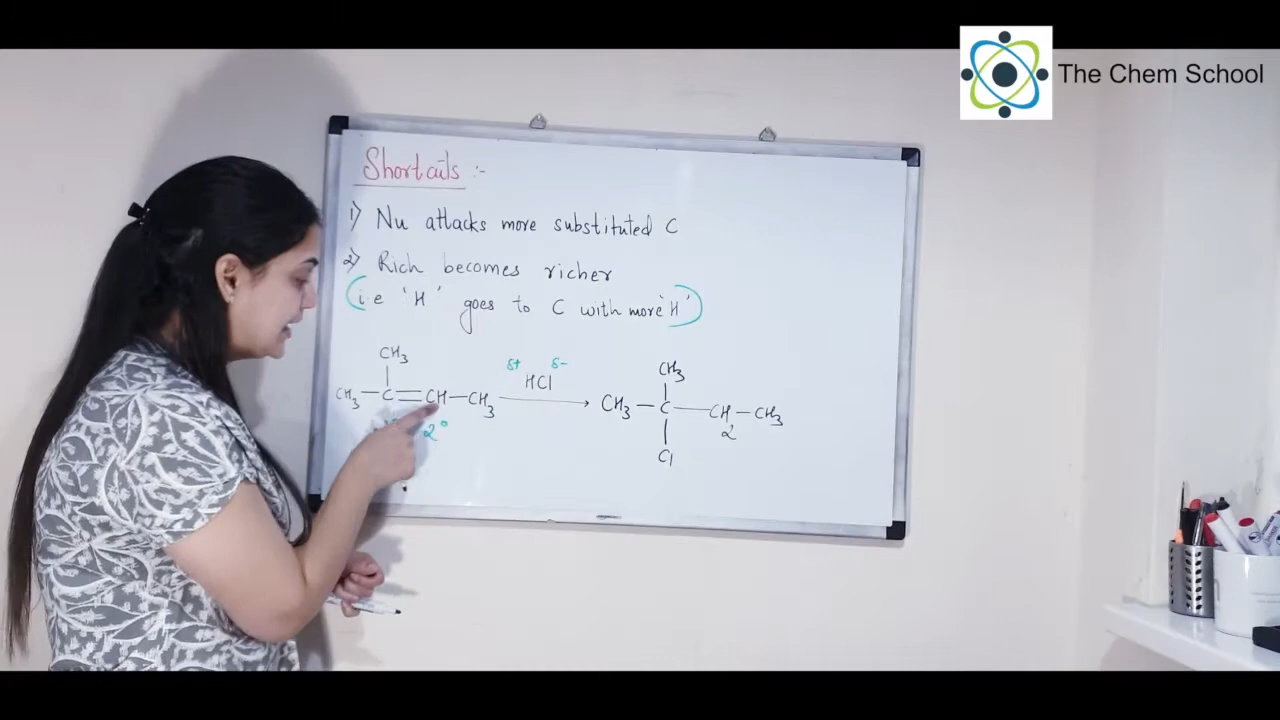 The Chem School
Shortcuts :-
1) Nu attacks more substituted C
2) Rich becomes richer
(i e 'H' goes to C with more 'H')
CH3 CH3
δ+ δ-
HCl
CH3 — C = CH — CH3 → CH3 — C — CH2 — CH3
2°
Cl